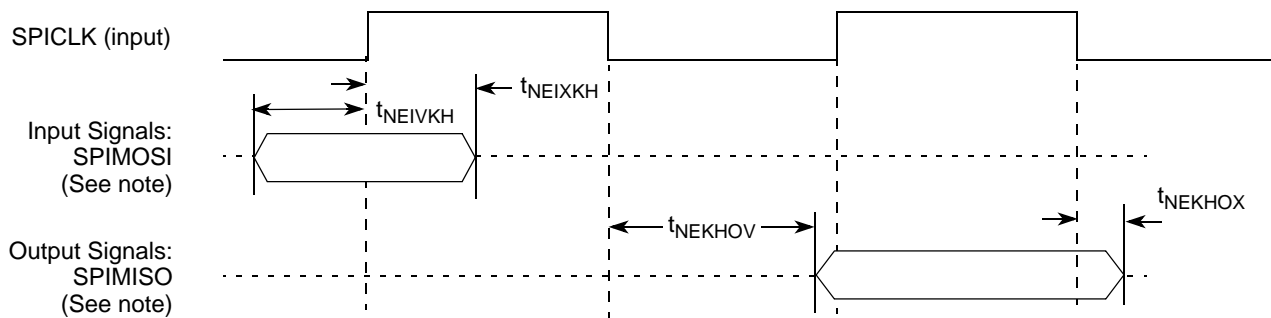 SPICLK (input)
tNEIXKH
tNEIVKH
Input Signals:
SPIMOSI
(See note)
tNEKHOX
tNEKHOV
Output Signals:
SPIMISO
(See note)